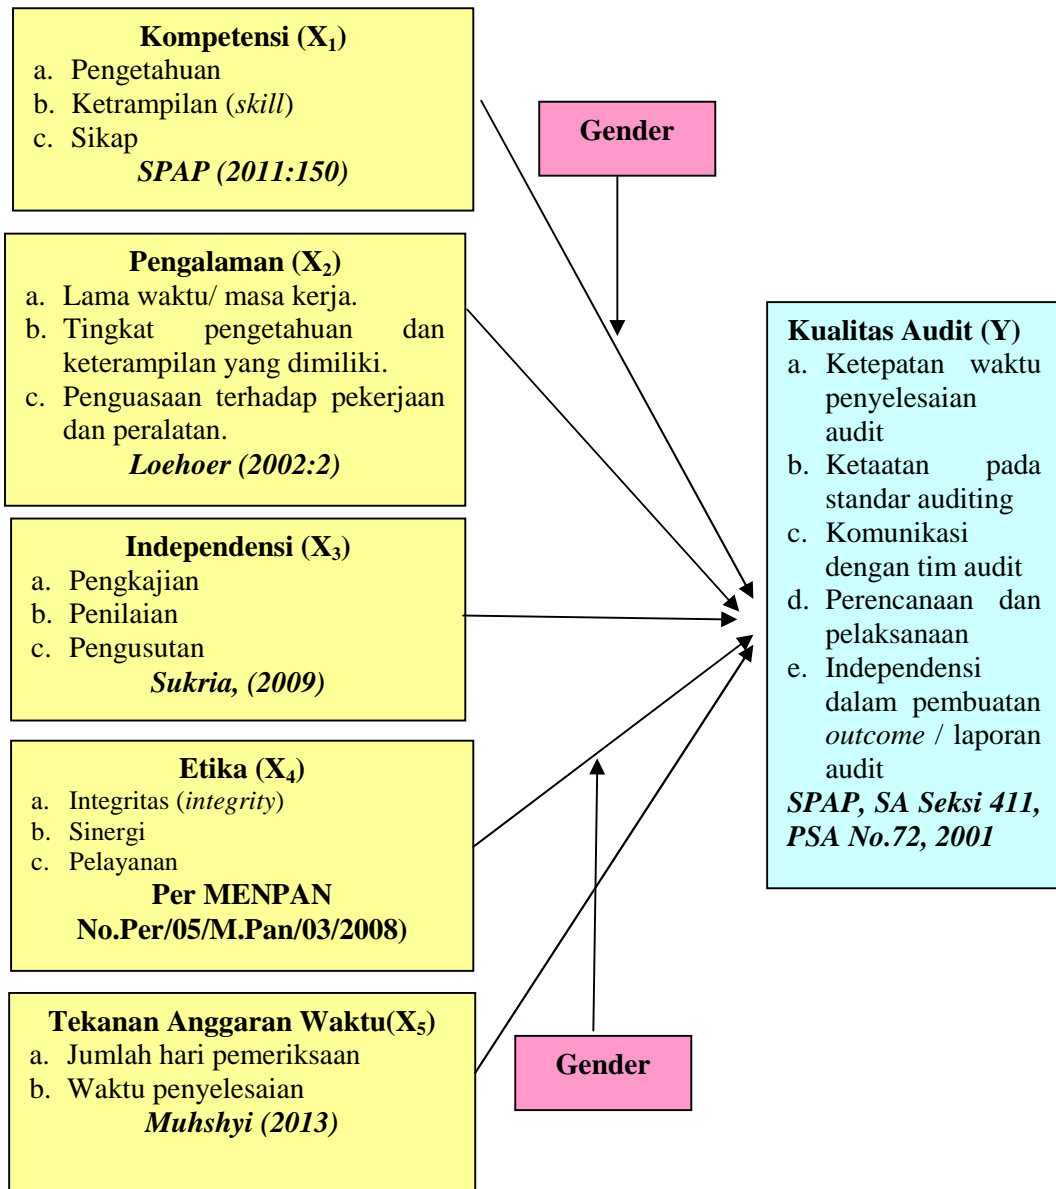 Kompetensi (X1)
a. Pengetahuan
b. Ketrampilan (skill)
c. Sikap
SPAP (2011:150)
Gender
Pengalaman (X2)
a. Lama waktu/ masa kerja.
b. Tingkat pengetahuan dan
keterampilan yang dimiliki.
c. Penguasaan terhadap pekerjaan
dan peralatan.
Loehoer (2002:2)
Independensi (X3)
a. Pengkajian
b. Penilaian
c. Pengusutan
Sukria, (2009)
Etika (X4)
a. Integritas (integrity)
b. Sinergi
c. Pelayanan
Per MENPAN
No.Per/05/M.Pan/03/2008)
Tekanan Anggaran Waktu(X5)
a. Jumlah hari pemeriksaan
b. Waktu penyelesaian
Muhshyi (2013)
Gender
Kualitas Audit (Y)
a. Ketepatan waktu
penyelesaian
audit
b. Ketaatan pada
standar auditing
c. Komunikasi
dengan tim audit
d. Perencanaan dan
pelaksanaan
e. Independensi
dalam pembuatan
outcome / laporan
audit
SPAP, SA Seksi 411,
PSA No.72, 2001